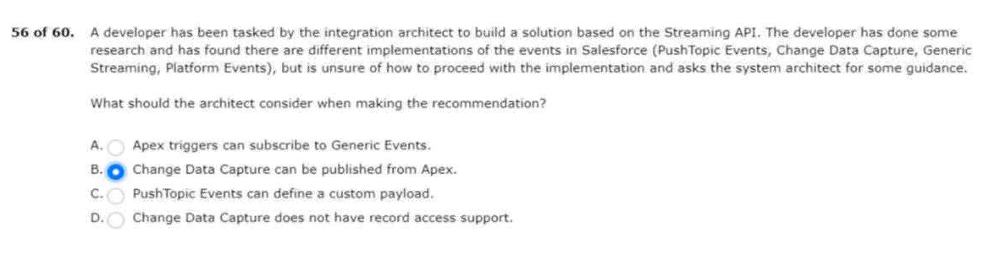 56 of 60. A developer has been tasked by the integration architect to build a solution based on the Streaming API. The developer has done some
research and has found there are different implementations of the events in Salesforce (PushTopic Events, Change Data Capture, Generic
Streaming, Platform Events), but is unsure of how to proceed with the implementation and asks the system architect for some guidance.
What should the architect consider when making the recommendation?
A. Apex triggers can subscribe to Generic Events.
B. Change Data Capture can be published from Apex.
C. PushTopic Events can define a custom payload.
D. Change Data Capture does not have record access support.